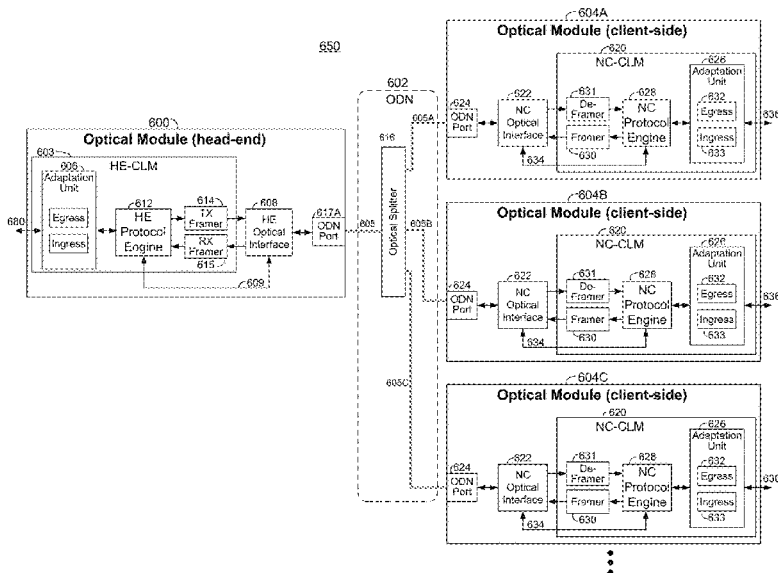 650
600
Optical Module (head-end)
603
HE-CLM
606
Adaptation
Unit
Egress
Ingress
680
612
HE
Protocol
Engine
614
TX
Framer
RX
Framer
615
608
HE
Optical
Interface
609
617A
ODN
Port
602
ODN
605
616
Optical Splitter
605A
605B
605C
604A
Optical Module (client-side)
620
NC-CLM
624
ODN
Port
622
NC
Optical
Interface
631
De-
Framer
Framer
630
634
628
NC
Protocol
Engine
626
Adaptation
Unit
632
Egress
Ingress
633
636
604B
Optical Module (client-side)
620
NC-CLM
624
ODN
Port
622
NC
Optical
Interface
631
De-
Framer
Framer
630
634
628
NC
Protocol
Engine
626
Adaptation
Unit
632
Egress
Ingress
633
636
604C
Optical Module (client-side)
620
NC-CLM
624
ODN
Port
622
NC
Optical
Interface
631
De-
Framer
Framer
630
634
628
NC
Protocol
Engine
626
Adaptation
Unit
632
Egress
Ingress
633
630